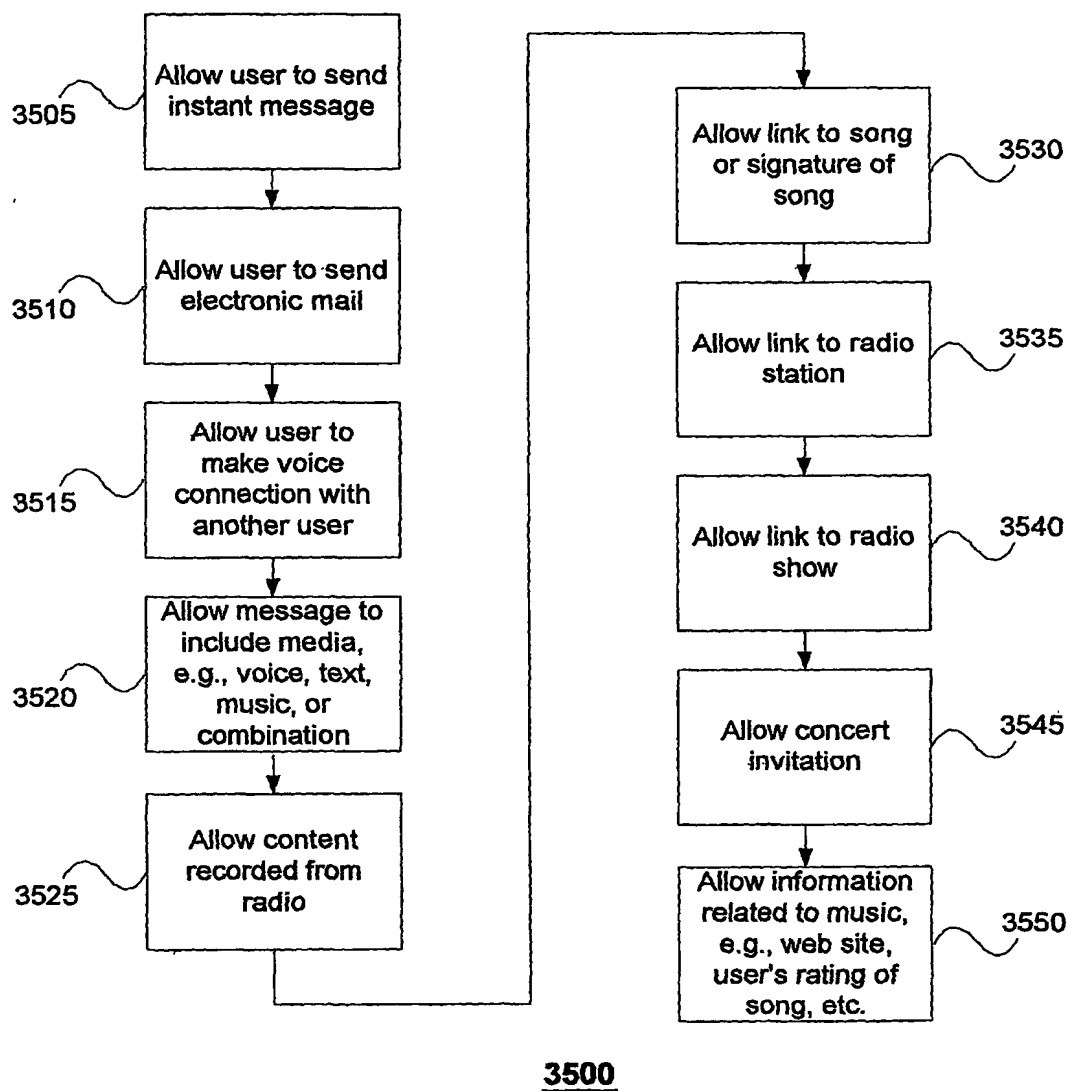 Allow user to send
instant message
3505
Allow user to send
electronic mail
3510
Allow user to
make voice
connection with
another user
3515
Allow message to
include media,
e.g., voice, text,
music, or
combination
3520
Allow content
recorded from
radio
3525
Allow link to song
or signature of
song
3530
Allow link to radio
station
3535
Allow link to radio
show
3540
Allow concert
invitation
3545
Allow information
related to music,
e.g., web site,
user's rating of
song, etc.
3550
3500